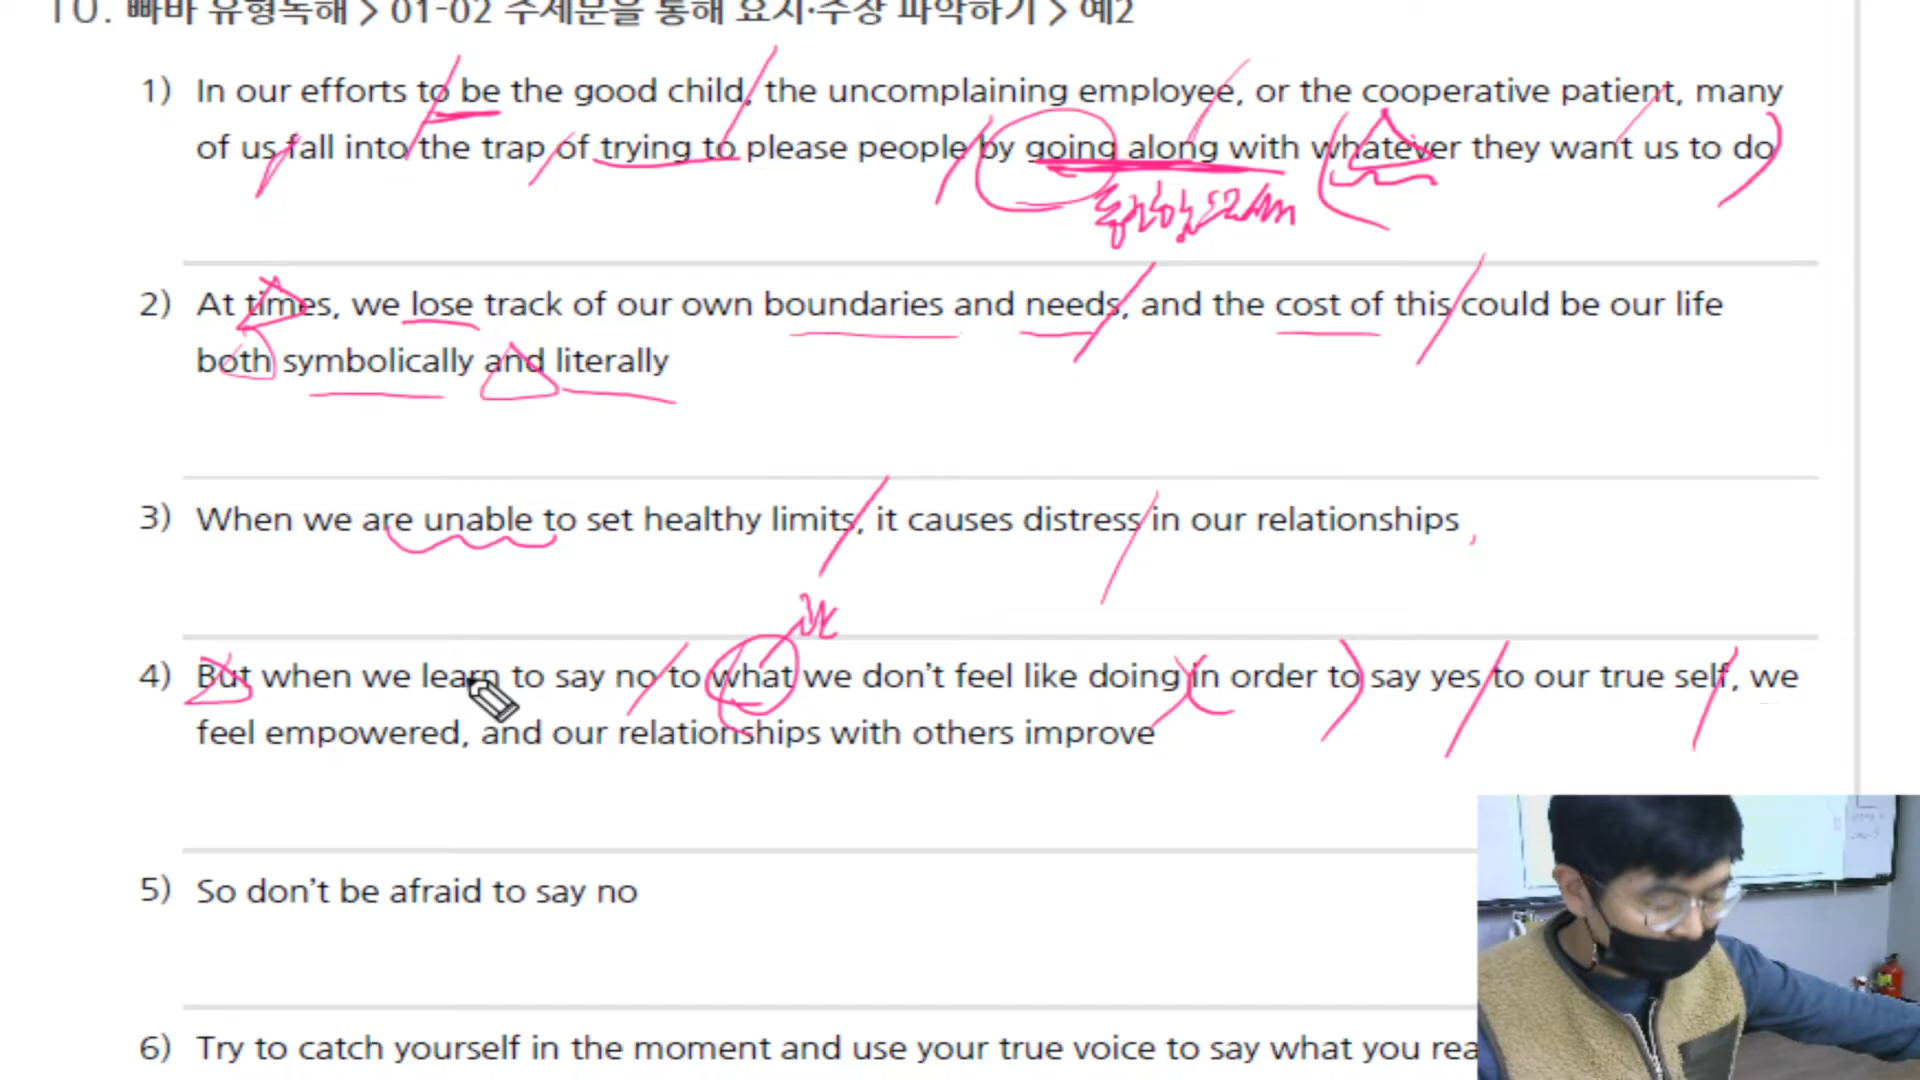 10. 빠바 유형독해 > 01-02 주제문을 통해 요지·주장 파악하기 > 예2
1) In our efforts to be the good child, the uncomplaining employee, or the cooperative patient, many
of us fall into the trap of trying to please people by going along with whatever they want us to do
2) At times, we lose track of our own boundaries and needs, and the cost of this could be our life
both symbolically and literally
3) When we are unable to set healthy limits, it causes distress in our relationships
4) But when we learn to say no to what we don't feel like doing in order to say yes to our true self, we
feel empowered, and our relationships with others improve
5) So don't be afraid to say no
6) Try to catch yourself in the moment and use your true voice to say what you rea